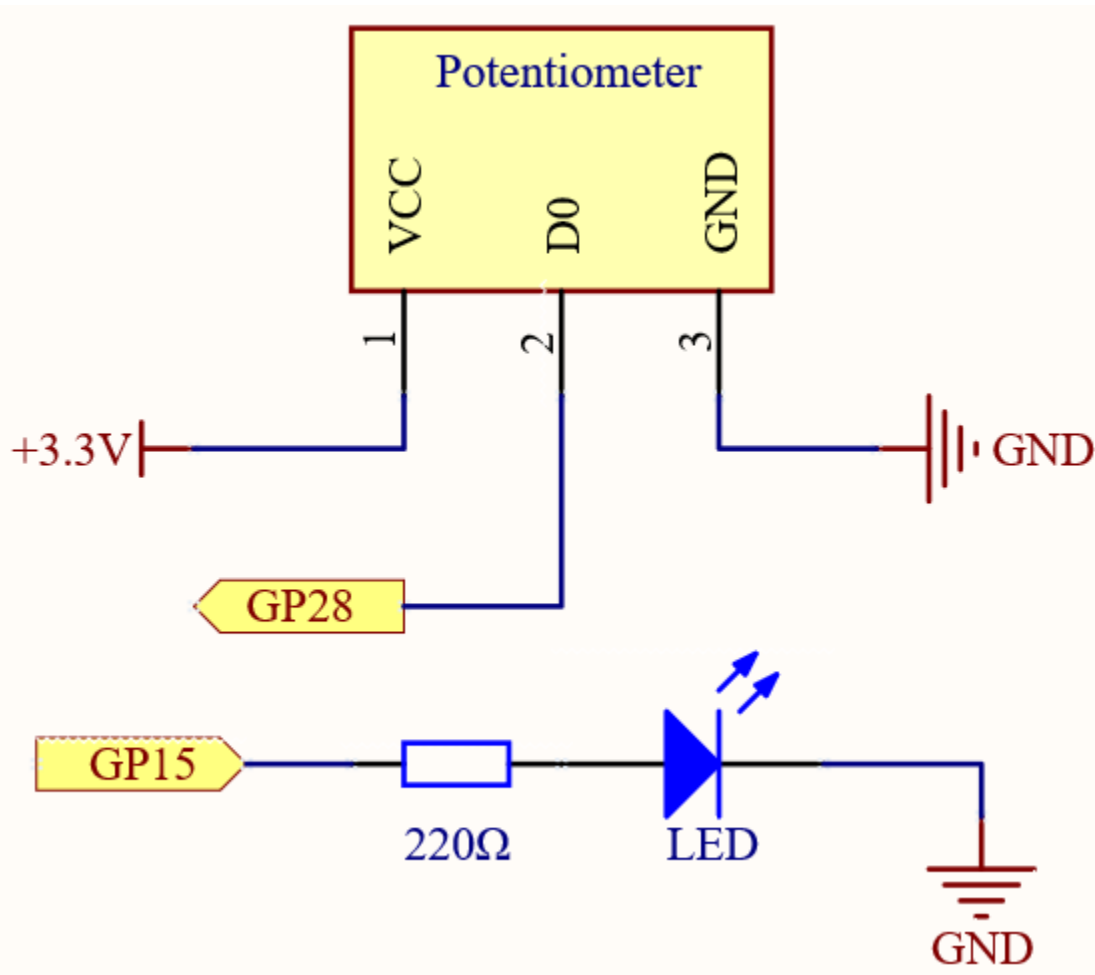 Potentiometer
VCC
D0
GND
1
2
3
+3.3V
GND
GP28
GP15
220Ω
LED
GND